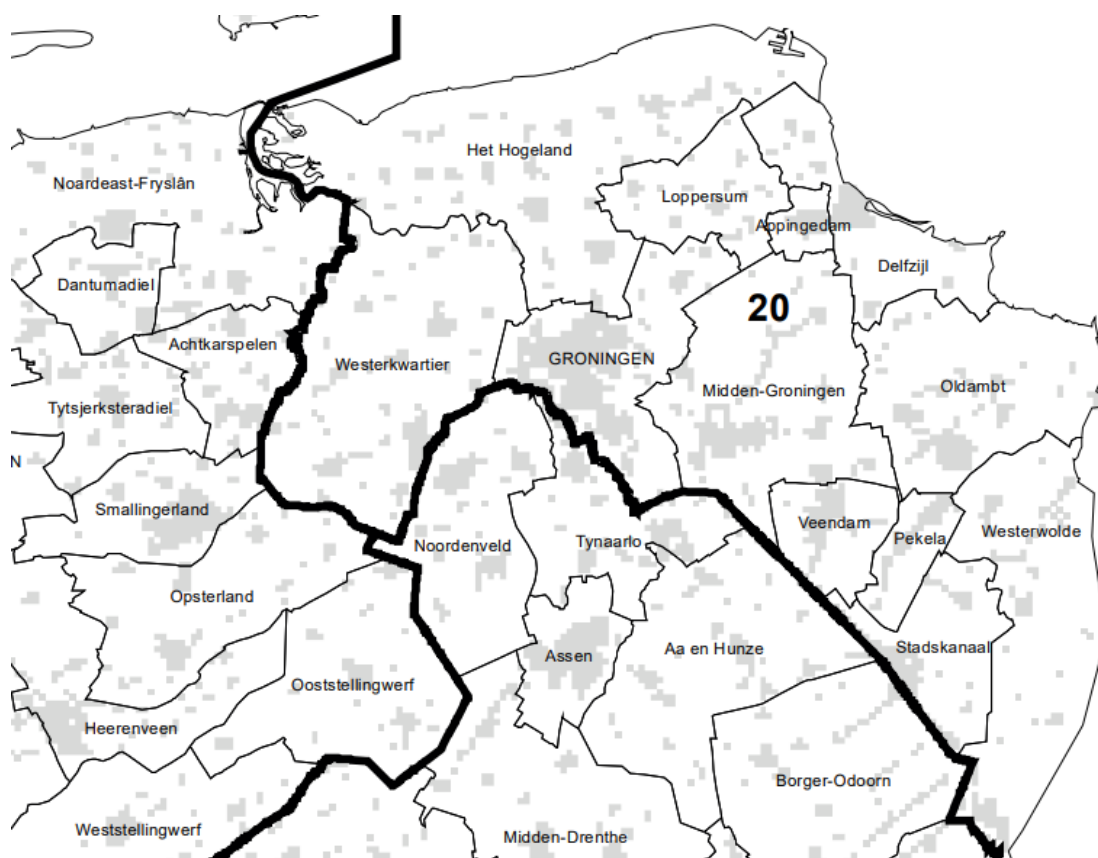 Het Hogeland
Noardeast-Fryslân
Loppersum
Appingedam
Delfzijl
Dantumadiel
20
Achtkarspelen
GRONINGEN
Westerkwartier
Midden-Groningen
Oldambt
Tytsjerksteradiel
N
Smallingerland
Veendam
Pekela
Westerwolde
Noordenveld
Tynaarlo
Opsterland
Assen
Aa en Hunze
Stadskanaal
Ooststellingwerf
Heerenveen
Borger-Odoorn
Weststellingwerf
Midden-Drenthe